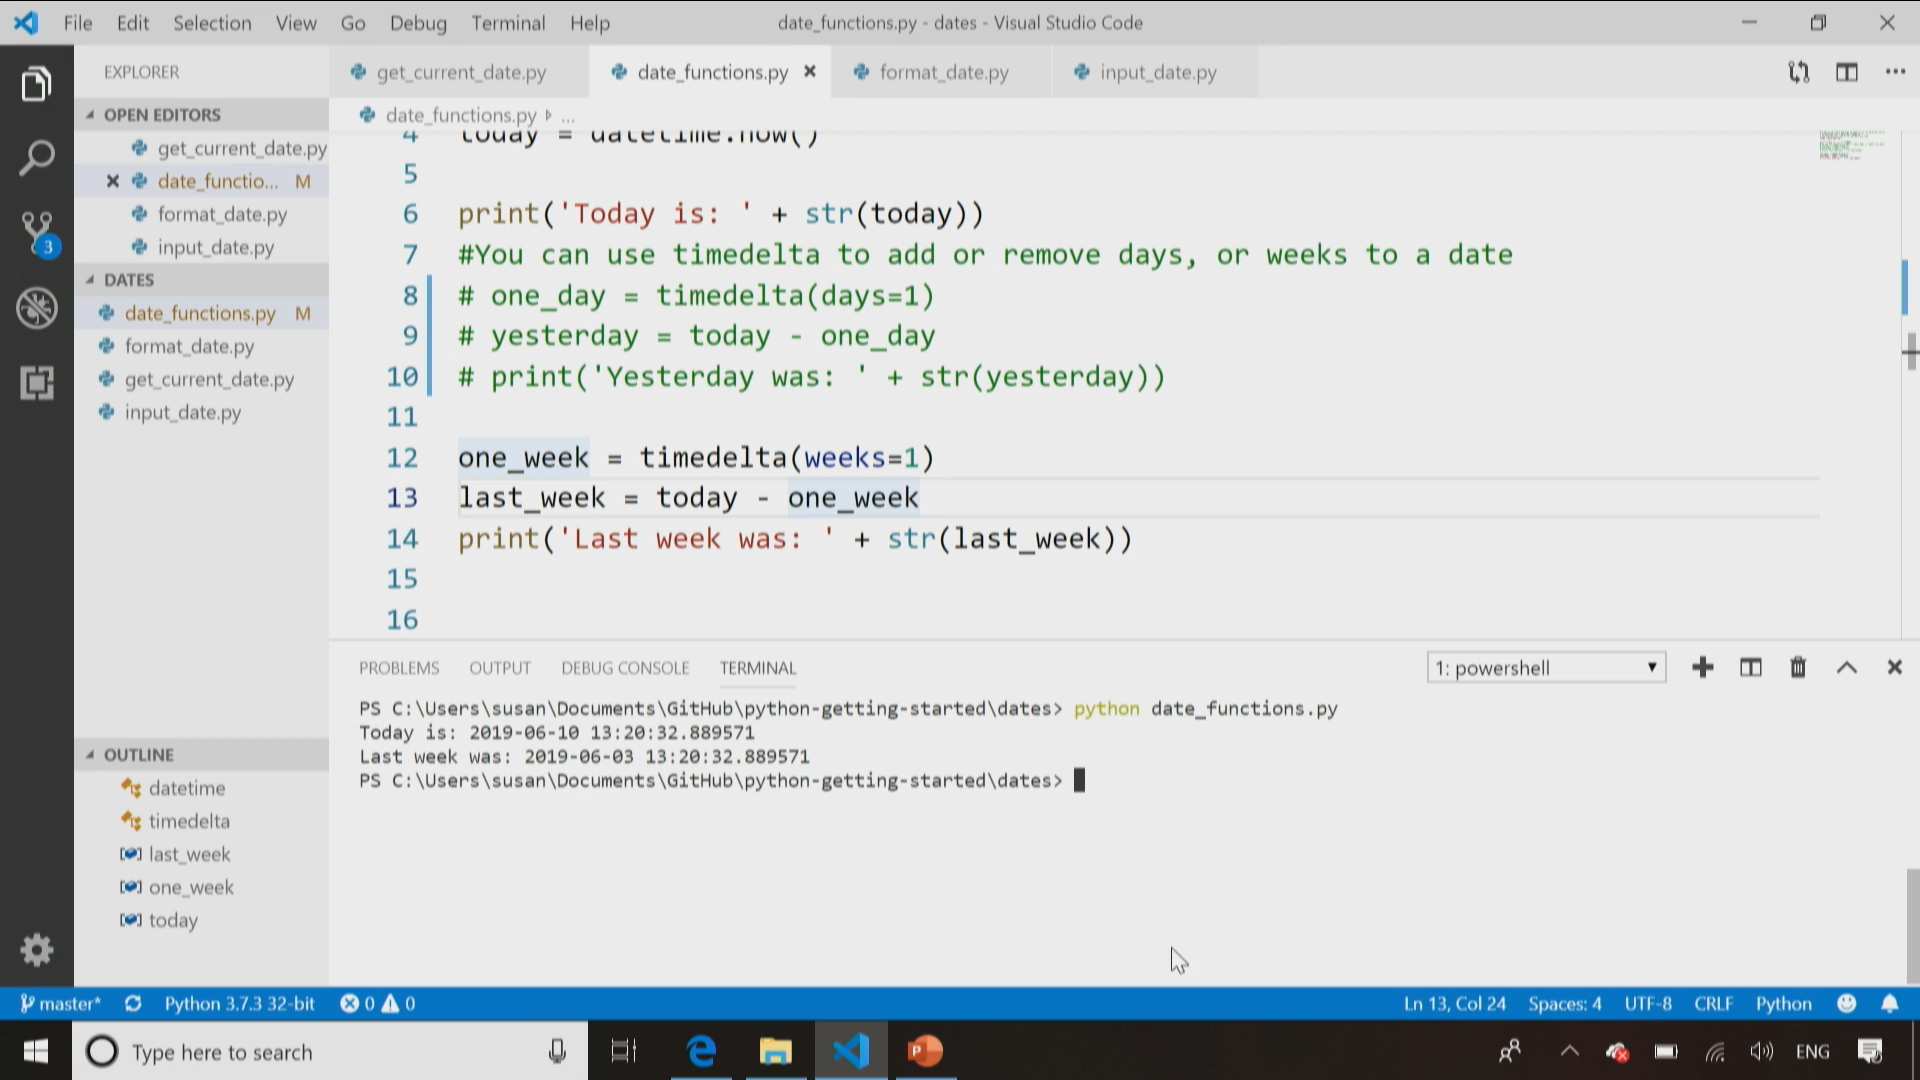 File Edit Selection View Go Debug Terminal Help
date_functions.py - dates - Visual Studio Code
EXPLORER
OPEN EDITORS
get_current_date.py
date_functio... M
format_date.py
input_date.py
DATES
date_functions.py M
format_date.py
get_current_date.py
input_date.py
OUTLINE
datetime
timedelta
last_week
one_week
today
get_current_date.py date_functions.py format_date.py input_date.py
date_functions.py ...
4 today = datetime.now()
5
6 print('Today is: ' + str(today))
7 #You can use timedelta to add or remove days, or weeks to a date
8 # one_day = timedelta(days=1)
9 # yesterday = today - one_day
10 # print('Yesterday was: ' + str(yesterday))
11
12 one_week = timedelta(weeks=1)
13 last_week = today - one_week
14 print('Last week was: ' + str(last_week))
15
16
PROBLEMS OUTPUT DEBUG CONSOLE TERMINAL
1: powershell
PS C:\Users\susan\Documents\GitHub\python-getting-started\dates> python date_functions.py
Today is: 2019-06-10 13:20:32.889571
Last week was: 2019-06-03 13:20:32.889571
PS C:\Users\susan\Documents\GitHub\python-getting-started\dates>
3
master* Python 3.7.3 32-bit 0 0
Ln 13, Col 24 Spaces: 4 UTF-8 CRLF Python
Type here to search
ENG